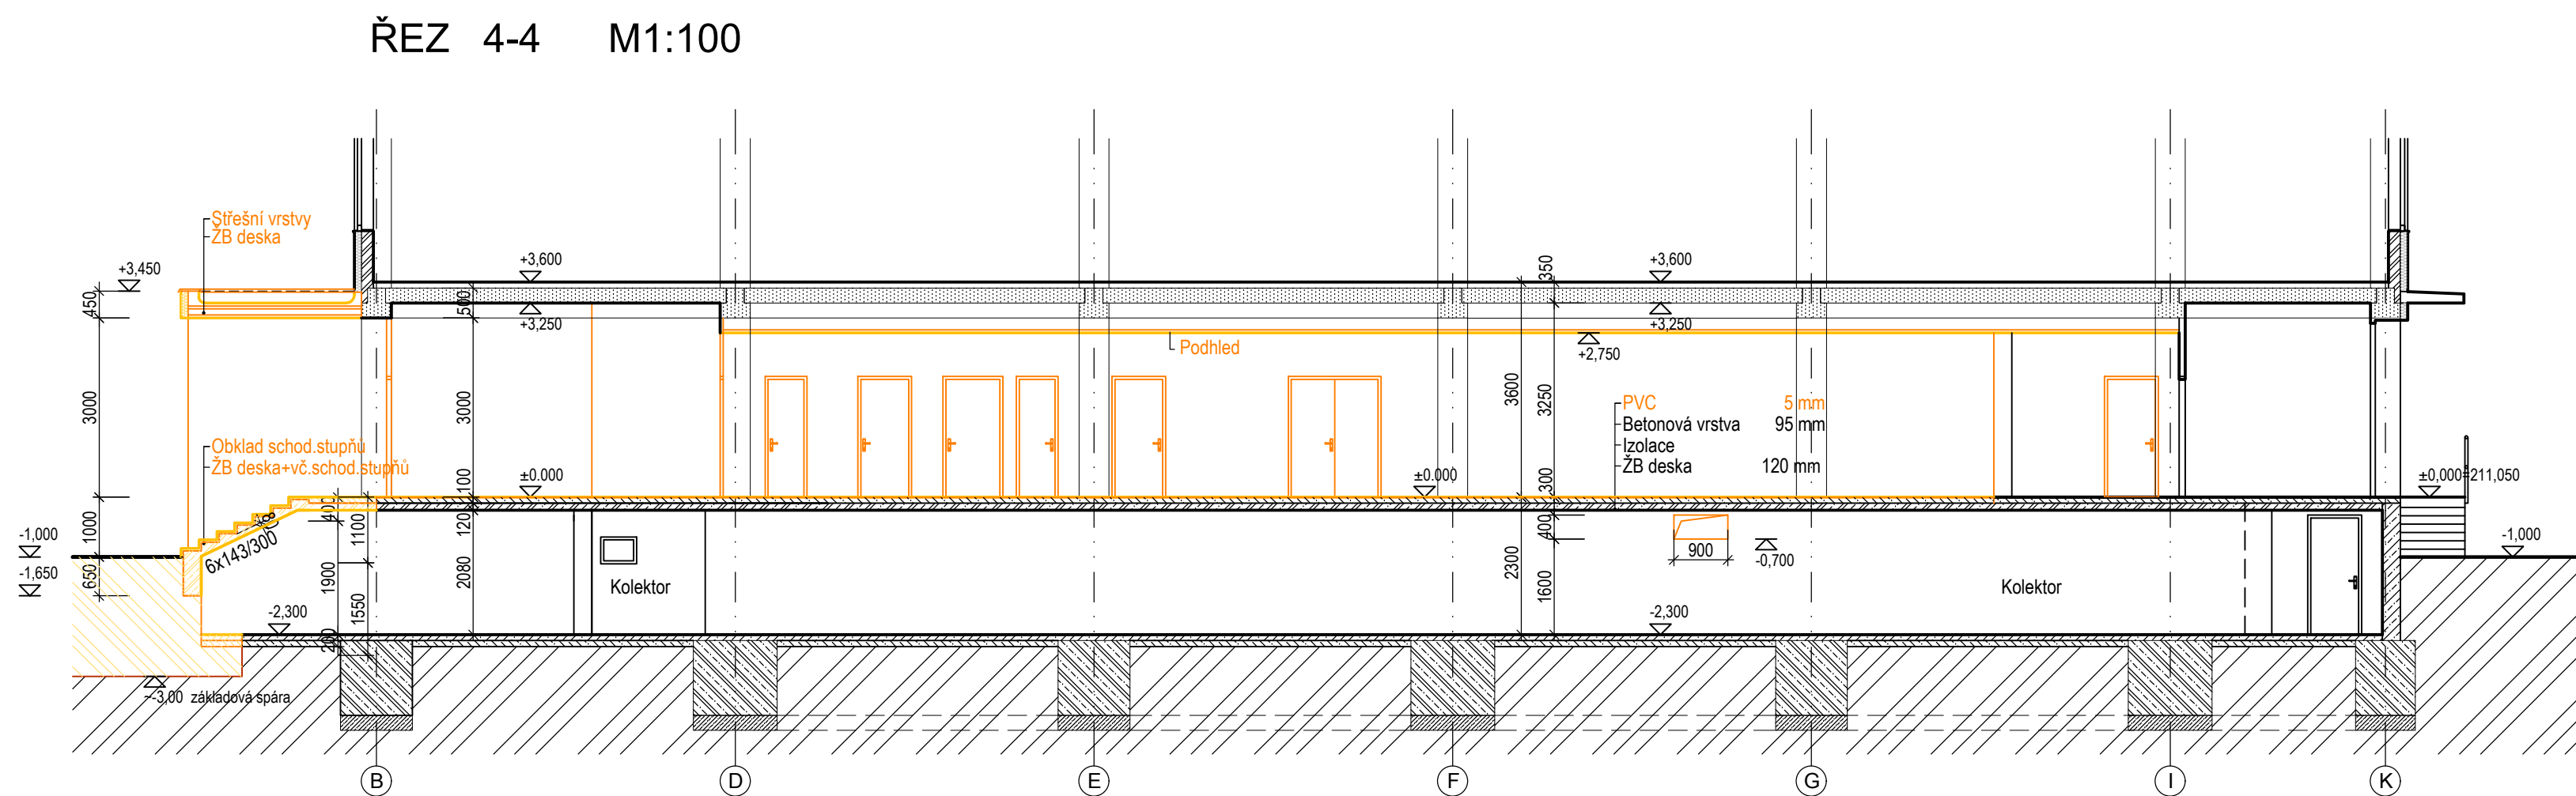 ŘEZ 4-4 M1:100
Střešní vrstvy
ŽB deska
+3,450
+3,600
+3,600
350
450
500
+3,250
+3,250
Podhled
+2,750
3000
3000
3600
3250
PVC 5 mm
Betonová vrstva 95 mm
Izolace
ŽB deska 120 mm
Obklad schod.stupňů
ŽB deska+vč.schod.stupňů
±0.000
±0.000
±0,000=211,050
100
300
400
1100
120
400
1000
-1,000
-1,000
6x143/300
900
-0,700
-1,650
650
1900
1550
2080
2300
1600
Kolektor
Kolektor
-2,300
-2,300
200
~-3,00 základová spára
B D E F G I K